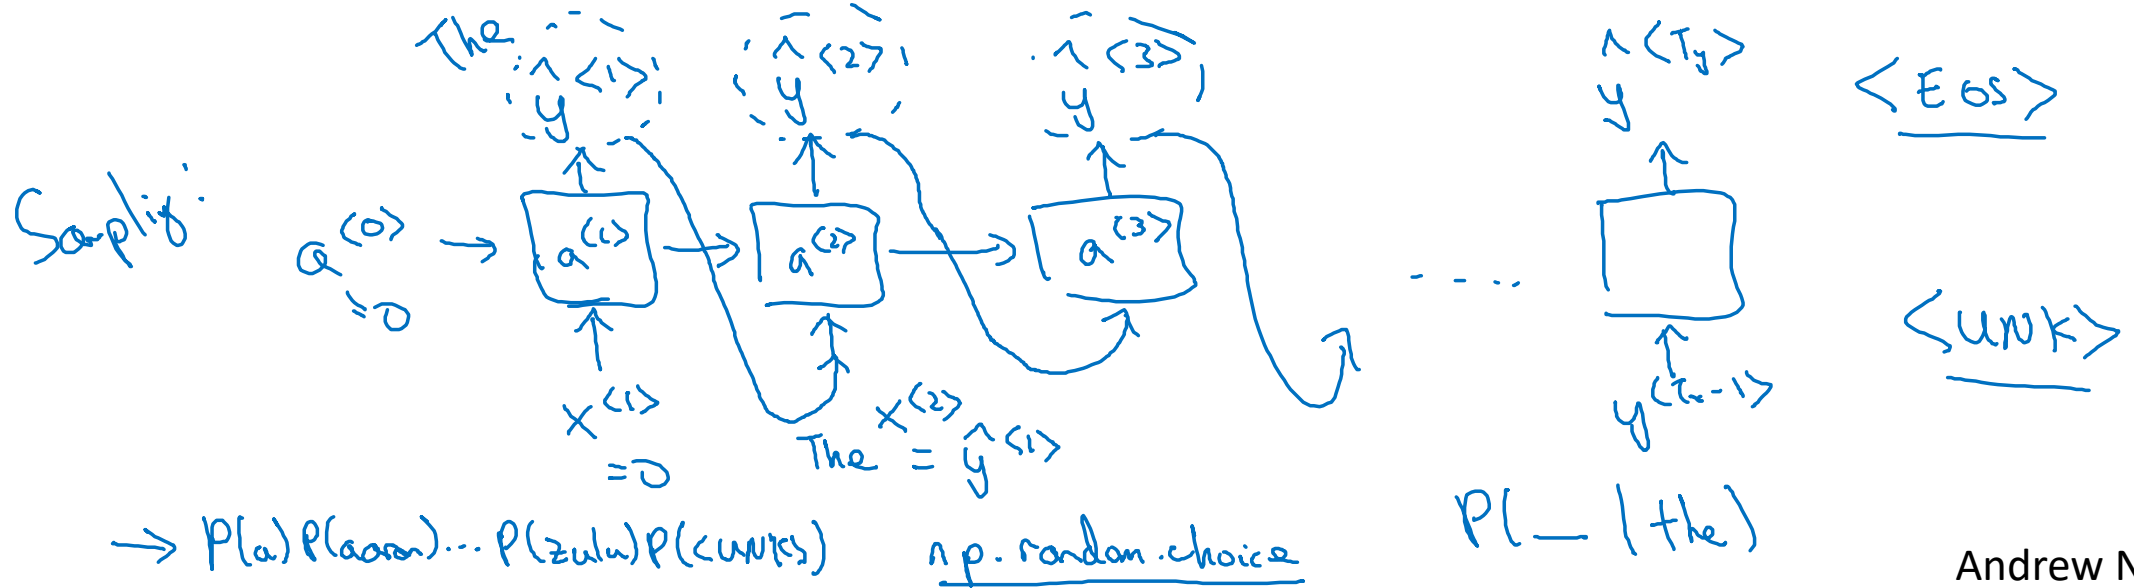 The ŷ<1> ŷ<2> ŷ<3> ŷ<Ty> <EOS>
Sampling:
a<0> → a<1> → a<2> → a<3> ....
=0
<UNK>
x<1> x<2> y<Tx-1>
=0 The = ŷ<1>
→ P(a)P(aaron)...P(zulu)P(<UNK>) np.random.choice P(__|the)
Andrew N